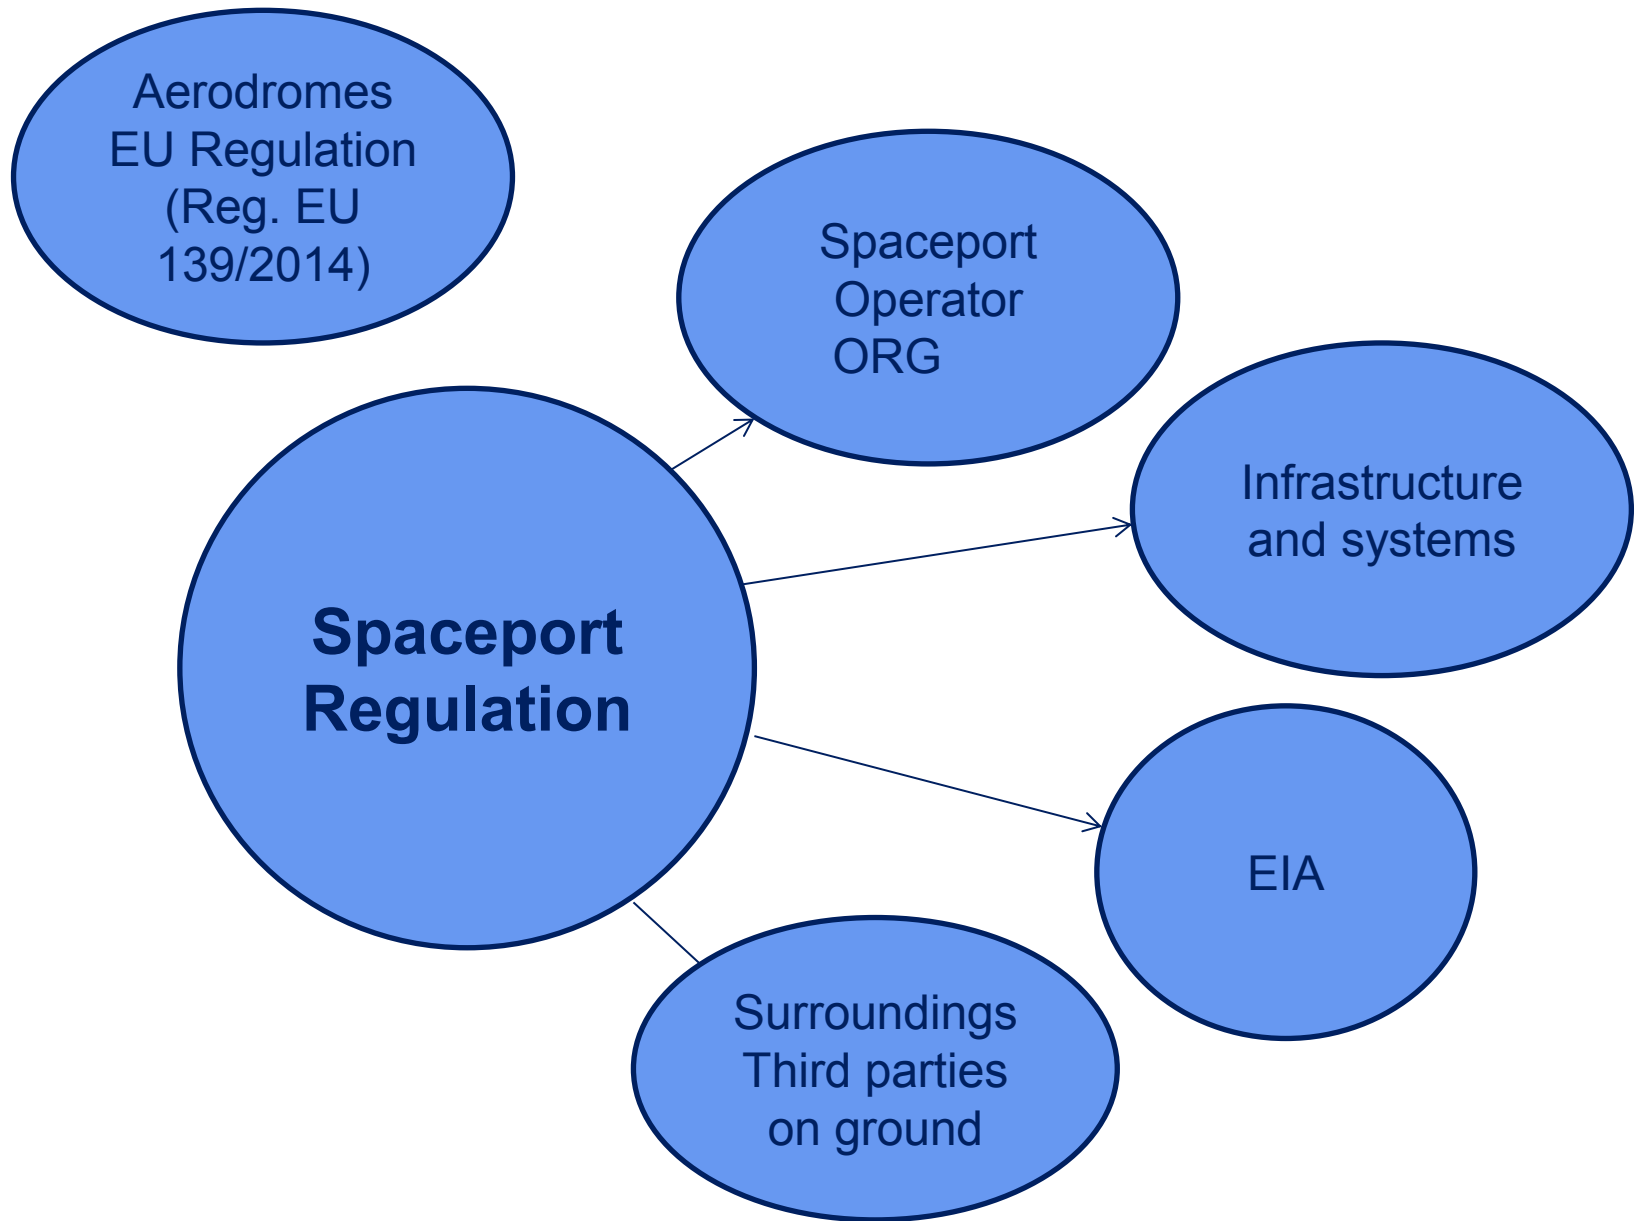 Aerodromes
EU Regulation
(Reg. EU
139/2014)
Spaceport
Operator
ORG
Infrastructure
and systems
Spaceport
Regulation
EIA
Surroundings
Third parties
on ground